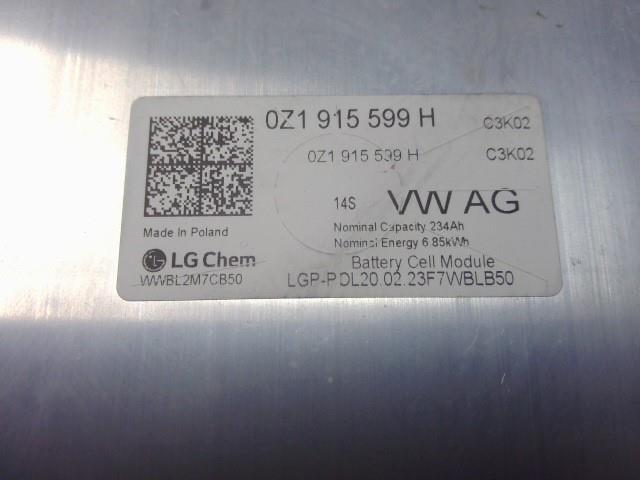 0Z1 915 599 H C3K02
0Z1 915 599 H C3K02
14S VW AG
Made In Poland
Nominal Capacity 234Ah
Nominal Energy 6.85kWh
LG Chem
Battery Cell Module
WWBL2M7CB50
LGP-PDL20.02.23F7WBLB50